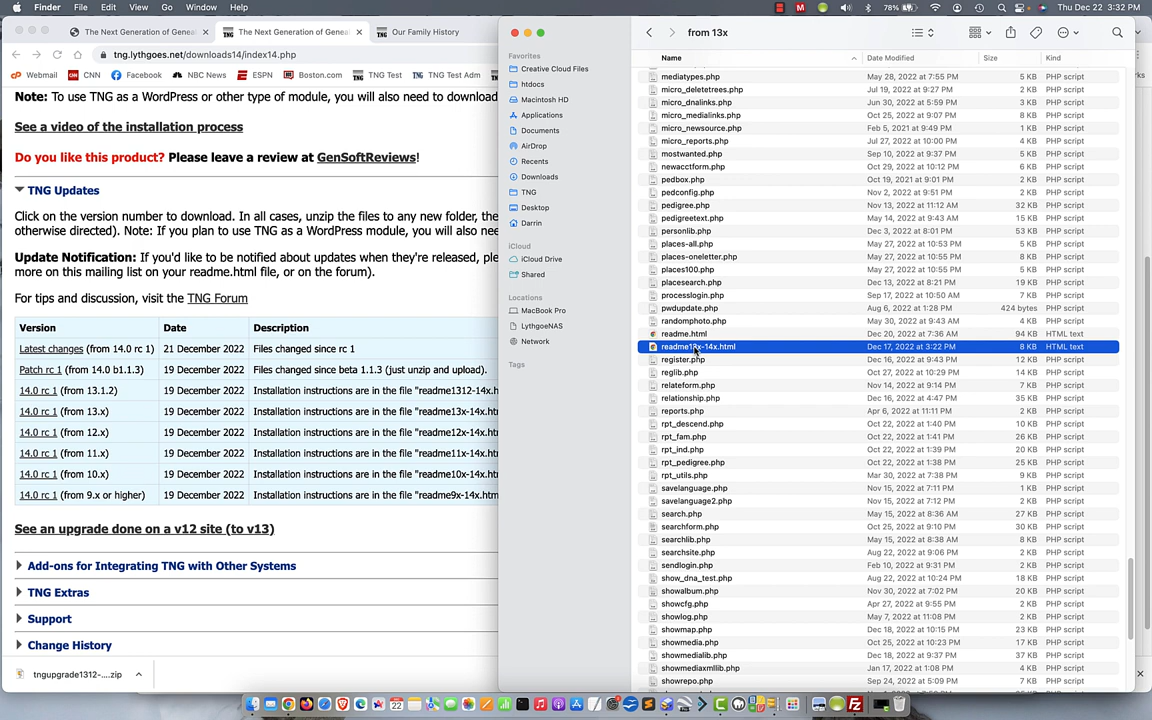 Finder File Edit View Go Window Help 78% Thu Dec 22 3:32 PM
The Next Generation of Geneal
The Next Generation of Geneal
Our Family History
tng.lythgoes.net/downloads14/index14.php
Webmail CNN Facebook NBC News ESPN Boston.com TNG Test TNG Test Adm
Note: To use TNG as a WordPress or other type of module, you will also need to download
See a video of the installation process
Do you like this product? Please leave a review at GenSoftReviews!
TNG Updates
Click on the version number to download. In all cases, unzip the files to any new folder, the
otherwise directed). Note: If you plan to use TNG as a WordPress module, you will also nee
Update Notification: If you'd like to be notified about updates when they're released, ple
more on this mailing list on your readme.html file, or on the forum).
For tips and discussion, visit the TNG Forum
Version Date Description
Latest changes (from 14.0 rc 1) 21 December 2022 Files changed since rc 1
Patch rc 1 (from 14.0 b1.1.3) 19 December 2022 Files changed since beta 1.1.3 (just unzip and upload).
14.0 rc 1 (from 13.1.2) 19 December 2022 Installation instructions are in the file "readme1312-14x.htm
14.0 rc 1 (from 13.x) 19 December 2022 Installation instructions are in the file "readme13x-14x.htm
14.0 rc 1 (from 12.x) 19 December 2022 Installation instructions are in the file "readme12x-14x.htm
14.0 rc 1 (from 11.x) 19 December 2022 Installation instructions are in the file "readme11x-14x.htm
14.0 rc 1 (from 10.x) 19 December 2022 Installation instructions are in the file "readme10x-14x.htm
14.0 rc 1 (from 9.x or higher) 19 December 2022 Installation instructions are in the file "readme9x-14x.htm
See an upgrade done on a v12 site (to v13)
Add-ons for Integrating TNG with Other Systems
TNG Extras
Support
Change History
tngupgrade1312-....zip
from 13x
Favorites
Creative Cloud Files
htdocs
Macintosh HD
Applications
Documents
AirDrop
Recents
Downloads
TNG
Desktop
Darrin
iCloud
iCloud Drive
Shared
Locations
MacBook Pro
LythgoeNAS
Network
Tags
Name Date Modified Size Kind
mediatypes.php May 28, 2022 at 7:55 PM 5 KB PHP script
micro_deletetrees.php Jul 19, 2022 at 9:27 PM 2 KB PHP script
micro_dnalinks.php Jun 30, 2022 at 5:59 PM 3 KB PHP script
micro_medialinks.php Oct 25, 2022 at 9:07 PM 8 KB PHP script
micro_newsource.php Feb 5, 2021 at 9:49 PM 1 KB PHP script
micro_reports.php Jul 27, 2022 at 10:00 PM 4 KB PHP script
mostwanted.php Sep 10, 2022 at 9:37 PM 5 KB PHP script
newacctform.php Oct 29, 2022 at 10:12 PM 6 KB PHP script
pedbox.php Oct 19, 2021 at 9:01 PM 2 KB PHP script
pedconfig.php Nov 2, 2022 at 9:51 PM 2 KB PHP script
pedigree.php Nov 13, 2022 at 11:12 AM 32 KB PHP script
pedigreetext.php May 14, 2022 at 9:43 AM 15 KB PHP script
personlib.php Dec 3, 2022 at 8:01 PM 53 KB PHP script
places-all.php May 27, 2022 at 10:53 PM 5 KB PHP script
places-oneletter.php May 27, 2022 at 10:56 PM 8 KB PHP script
places100.php May 27, 2022 at 10:55 PM 6 KB PHP script
placesearch.php Dec 13, 2022 at 8:21 PM 19 KB PHP script
processlogin.php Sep 17, 2022 at 10:50 AM 7 KB PHP script
pwdupdate.php Aug 6, 2022 at 1:28 PM 424 bytes PHP script
randomphoto.php May 30, 2022 at 9:43 AM 4 KB PHP script
readme.html Dec 20, 2022 at 7:36 AM 94 KB HTML text
readme13x-14x.html Dec 17, 2022 at 3:22 PM 8 KB HTML text
register.php Dec 16, 2022 at 9:43 PM 12 KB PHP script
reglib.php Oct 27, 2022 at 10:29 PM 14 KB PHP script
relateform.php Nov 14, 2022 at 9:14 PM 7 KB PHP script
relationship.php Dec 16, 2022 at 4:47 PM 35 KB PHP script
reports.php Apr 6, 2022 at 11:11 PM 2 KB PHP script
rpt_descend.php Oct 22, 2022 at 1:40 PM 10 KB PHP script
rpt_fam.php Oct 22, 2022 at 1:41 PM 26 KB PHP script
rpt_ind.php Oct 22, 2022 at 1:39 PM 20 KB PHP script
rpt_pedigree.php Oct 22, 2022 at 1:38 PM 25 KB PHP script
rpt_utils.php Mar 30, 2022 at 7:38 PM 9 KB PHP script
savelanguage.php Nov 15, 2022 at 7:11 PM 1 KB PHP script
savelanguage2.php Nov 15, 2022 at 7:12 PM 2 KB PHP script
search.php May 15, 2022 at 8:36 AM 27 KB PHP script
searchform.php Oct 25, 2022 at 9:10 PM 30 KB PHP script
searchlib.php May 15, 2022 at 8:38 AM 8 KB PHP script
searchsite.php Aug 22, 2022 at 9:06 PM 2 KB PHP script
sendlogin.php Feb 10, 2022 at 9:31 PM 6 KB PHP script
show_dna_test.php Aug 22, 2022 at 10:24 PM 18 KB PHP script
showalbum.php Nov 30, 2022 at 7:02 PM 20 KB PHP script
showcfg.php Apr 27, 2022 at 9:55 PM 2 KB PHP script
showlog.php May 7, 2022 at 11:08 PM 2 KB PHP script
showmap.php Dec 18, 2022 at 10:15 PM 23 KB PHP script
showmedia.php Oct 25, 2022 at 10:23 PM 17 KB PHP script
showmedialib.php Dec 18, 2022 at 9:37 PM 37 KB PHP script
showmediaxmllib.php Jan 17, 2022 at 1:08 PM 4 KB PHP script
showrepo.php Sep 24, 2022 at 5:09 PM 7 KB PHP script